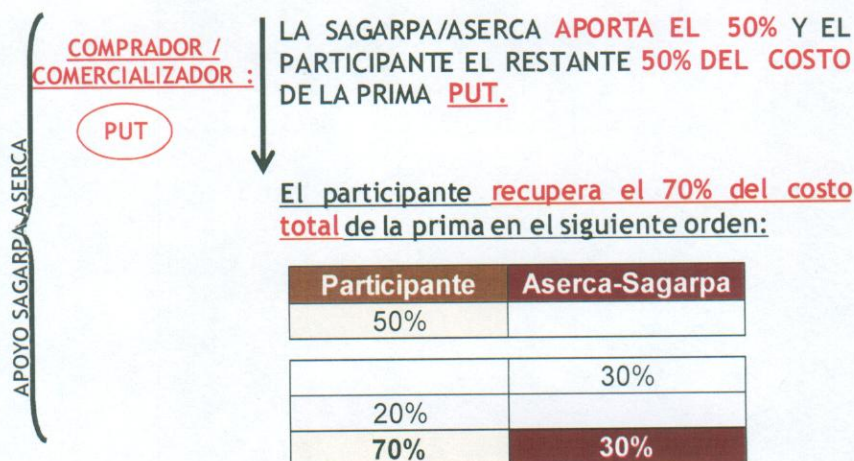 APOYO SAGARPA-ASERCA
COMPRADOR /
COMERCIALIZADOR :
PUT
LA SAGARPA/ASERCA APORTA EL 50% Y EL
PARTICIPANTE EL RESTANTE 50% DEL COSTO
DE LA PRIMA PUT.
El participante recupera el 70% del costo
total de la prima en el siguiente orden:
Participante Aserca-Sagarpa
50%
30%
20%
70% 30%